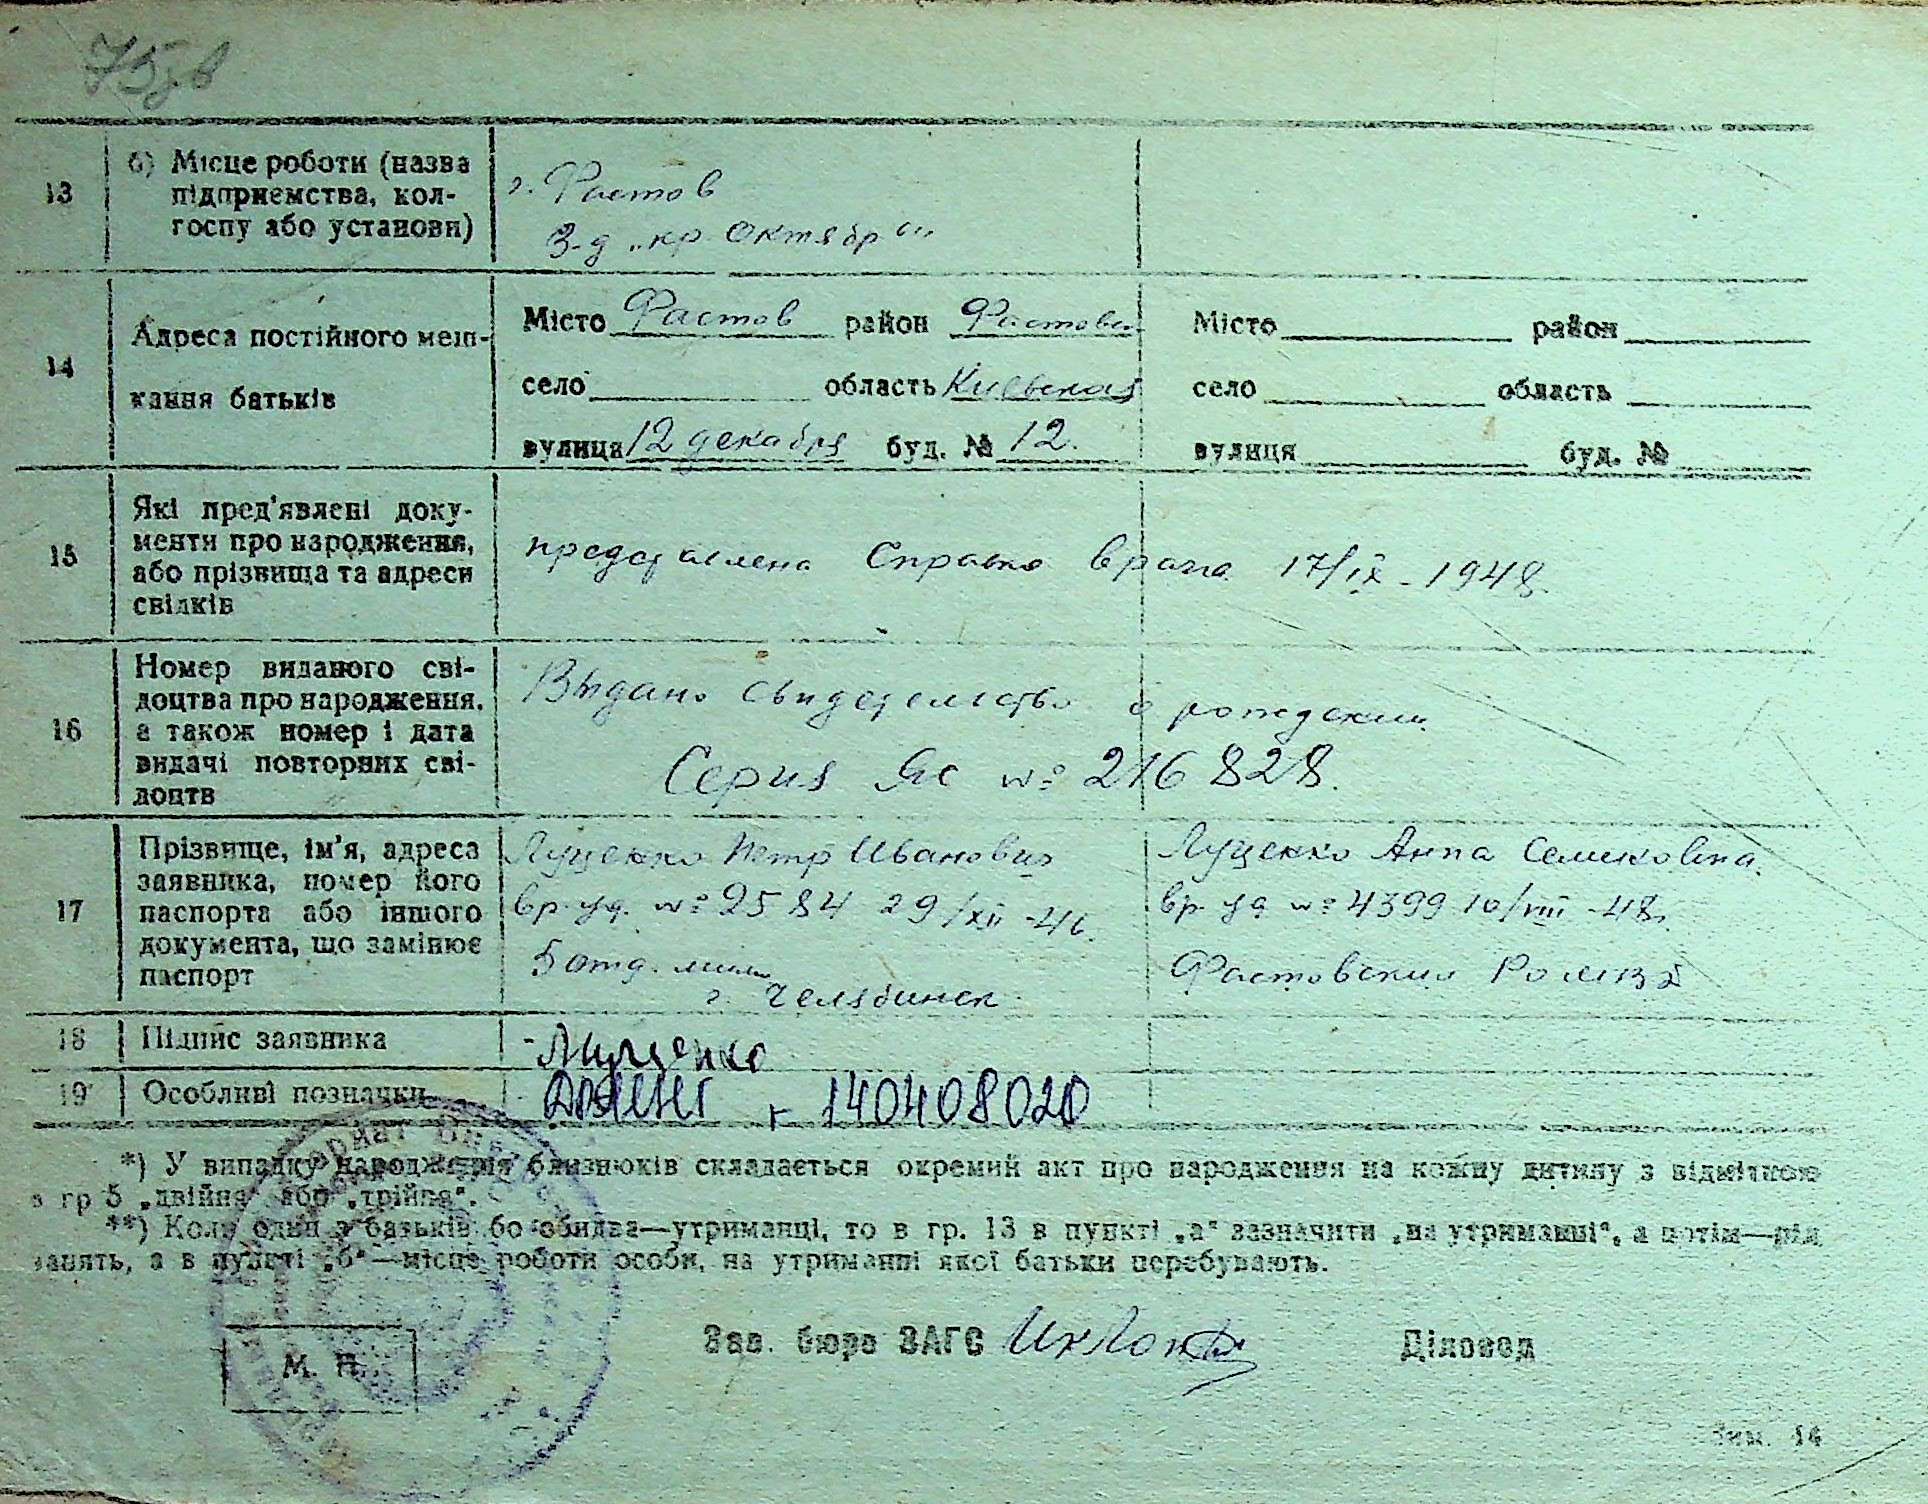 75зв
13
б) Місце роботи (назва
підприємства, кол-
госпу або установи)
г. Фастов
З-д „кр. Октябр“
14
Адреса постійного меш-
кання батьків
Місто Фастов район Фастовск
село область Киевская
вулиця 12 декабря буд. № 12.
Місто район
село область
вулиця буд. №
15
Які пред'явлені доку-
менти про народження,
або прізвища та адреси
свідків
представлена справка врача 17/IX - 1948.
16
Номер виданого сві-
доцтва про народження,
а також номер і дата
видачі повторних сві-
доцтв
Выдано свидетельство о рождении
Серия Яс № 216828.
17
Прізвище, ім'я, адреса
заявника, номер його
паспорта або іншого
документа, що замінює
паспорт
Луценко Петр Иванович
вр. уд. № 2584 29/XII - 46.
5 отд. мили
г. Челябинск
Луценко Анна Семеновна.
вр. уд № 4399 10/VIII - 48.
Фастовский
18
Підпис заявника
Луценко
19
Особливі позначки
г - 140408020
*) У випадку народження близнюків складається окремий акт про народження на кожну дитину з відміткою
в гр 5 „двійня“ або „трійня“.
**) Коли один з батьків бо обидва—утриманці, то в гр. 13 в пункті „а“ зазначити „на утриманні“, а потім—рід
занять, а в пункті „б“—місце роботи особи, на утриманні якої батьки перебувають.
Зав. бюро ЗАГС
Діловод
М. П.
Зам. 14